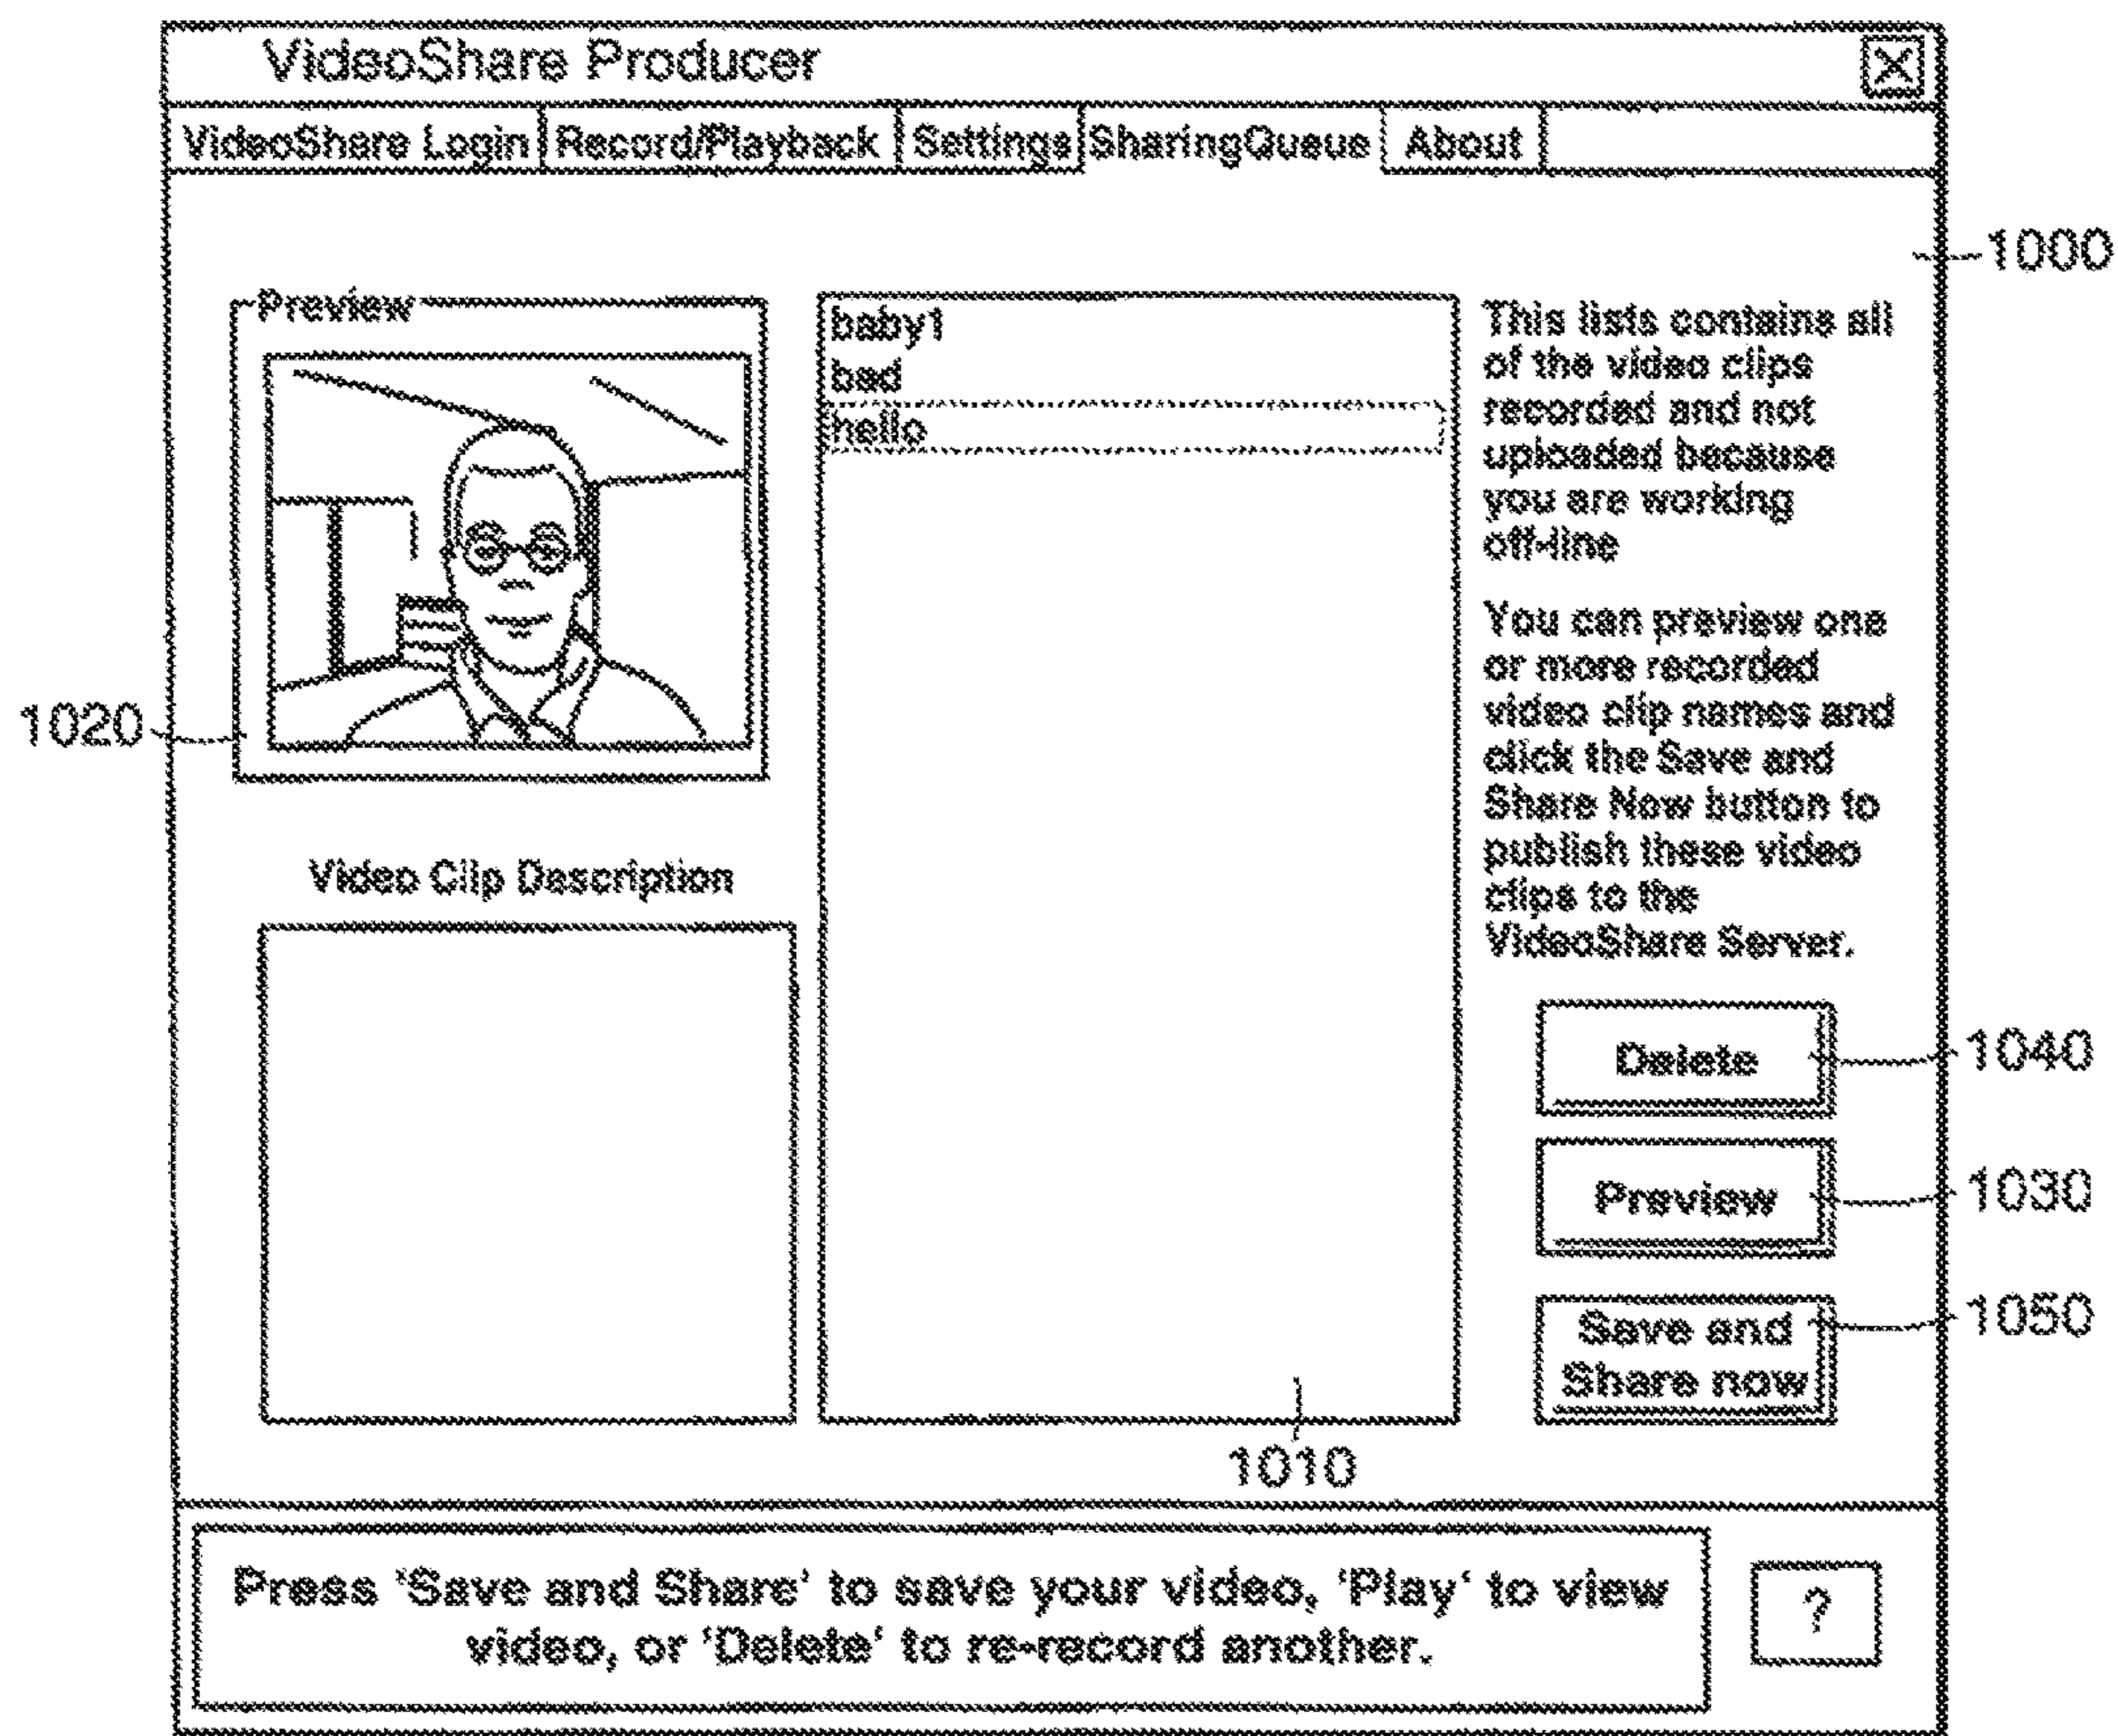 VideoShare Producer
VideoShare Login Record/Playback Settings SharingQueue About
1000
Preview
1020
Video Clip Description
baby1
bad
hello
1010
This lists contains all
of the video clips
recorded and not
uploaded because
you are working
off-line
You can preview one
or more recorded
video clip names and
click the Save and
Share Now button to
publish these video
clips to the
VideoShare Server.
Delete
1040
Preview
1030
Save and
Share now
1050
Press 'Save and Share' to save your video, 'Play' to view
video, or 'Delete' to re-record another.
?